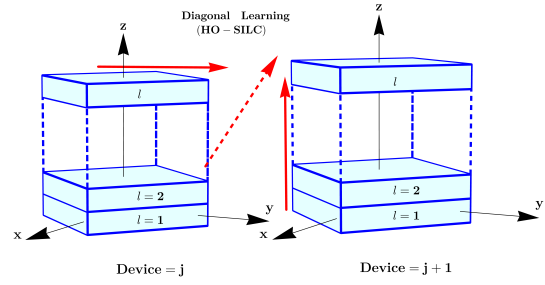 Diagonal Learning
(HO − SILC)
z
l
l = 2
l = 1
x
y
Device = j
z
l
l = 2
l = 1
x
y
Device = j + 1